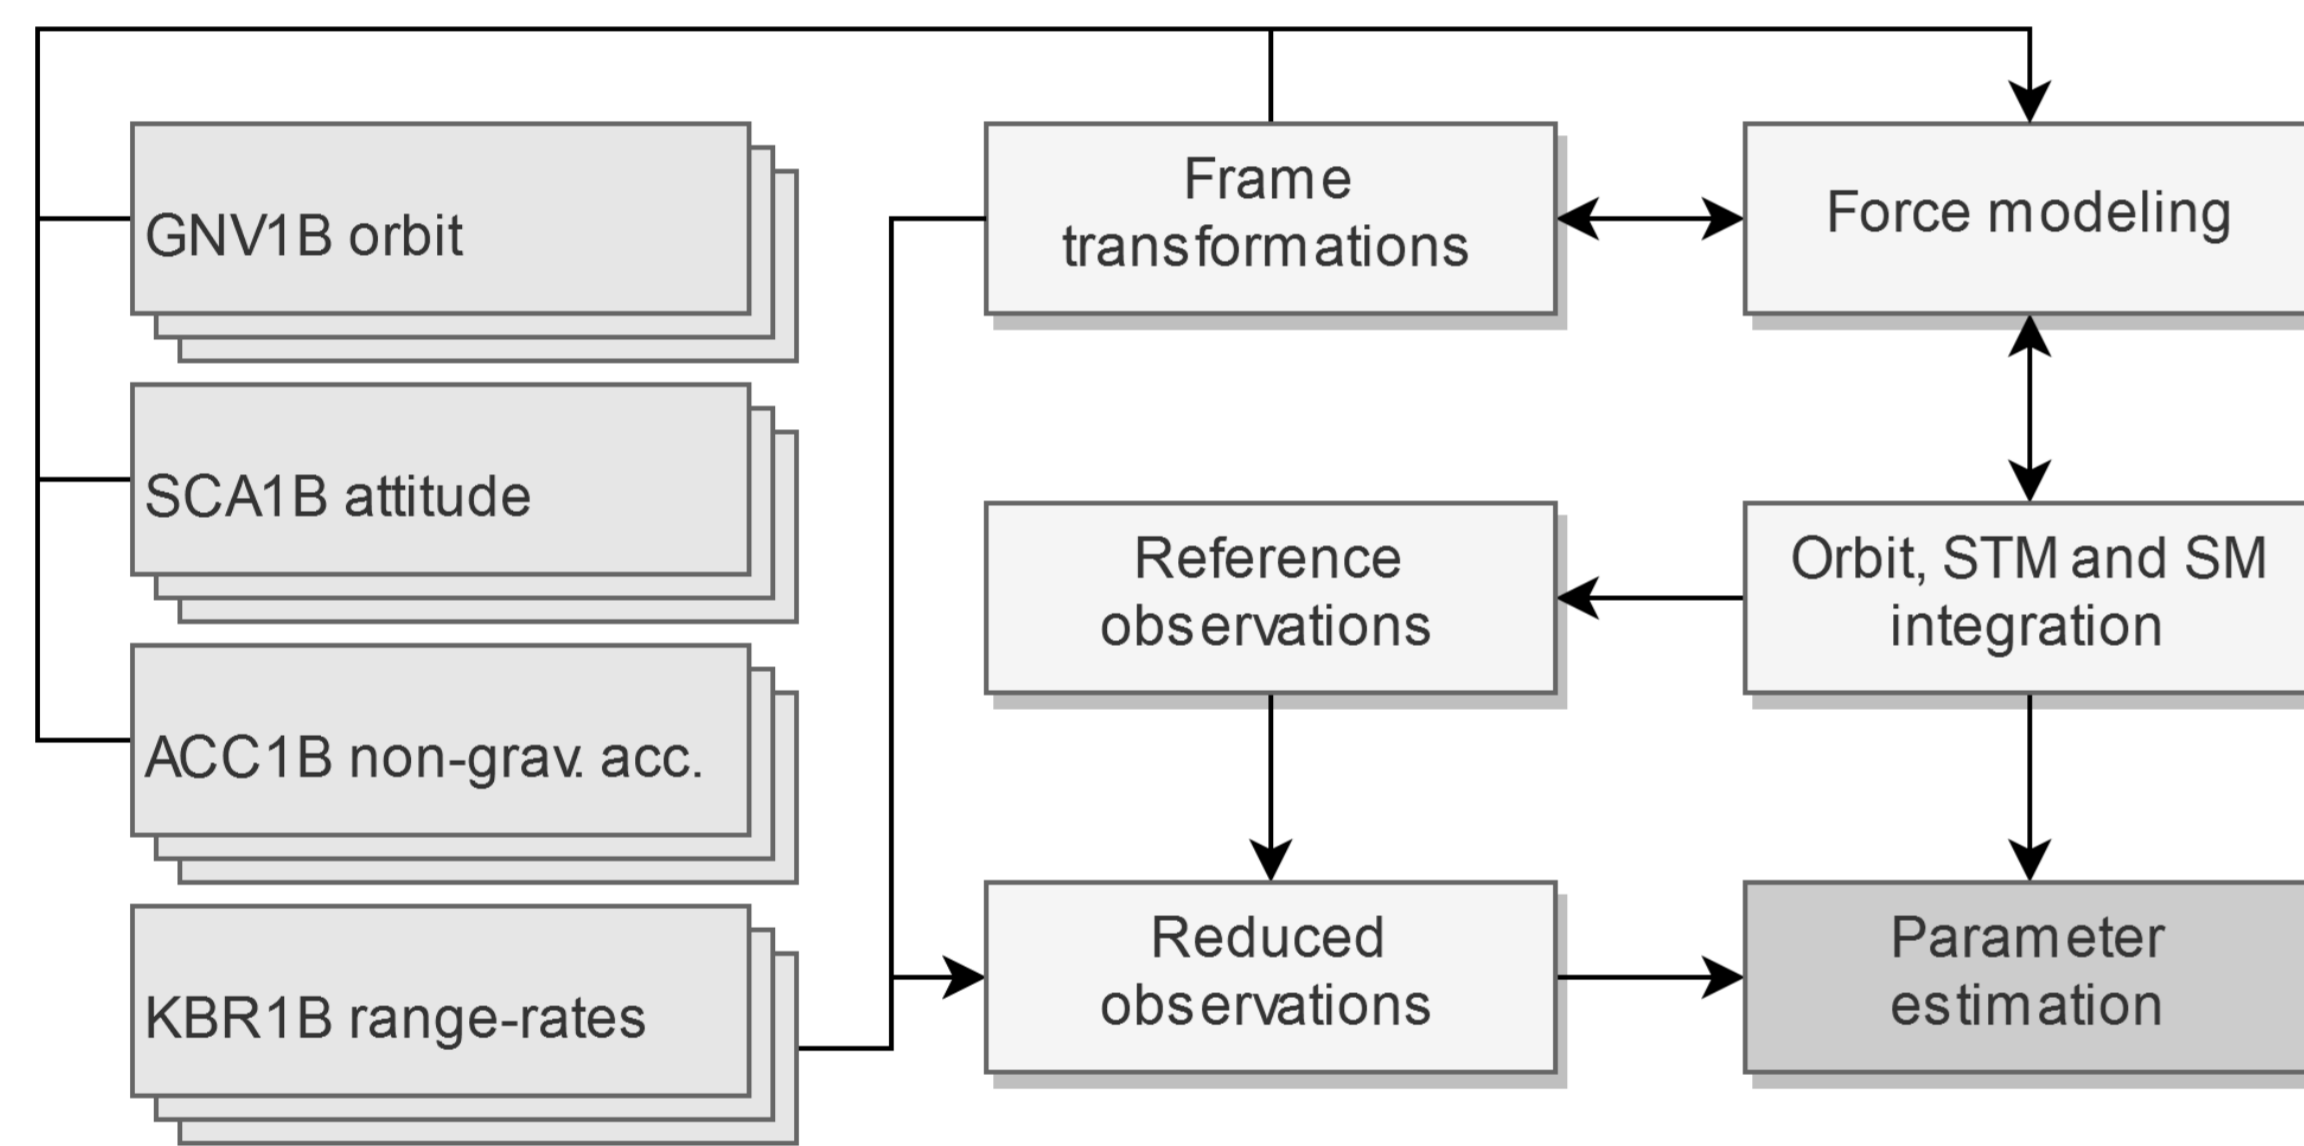 GNV1B orbit
SCA1B attitude
ACC1B non-grav. acc.
KBR1B range-rates
Frame
transformations
Force modeling
Reference
observations
Orbit, STM and SM
integration
Reduced
observations
Parameter
estimation